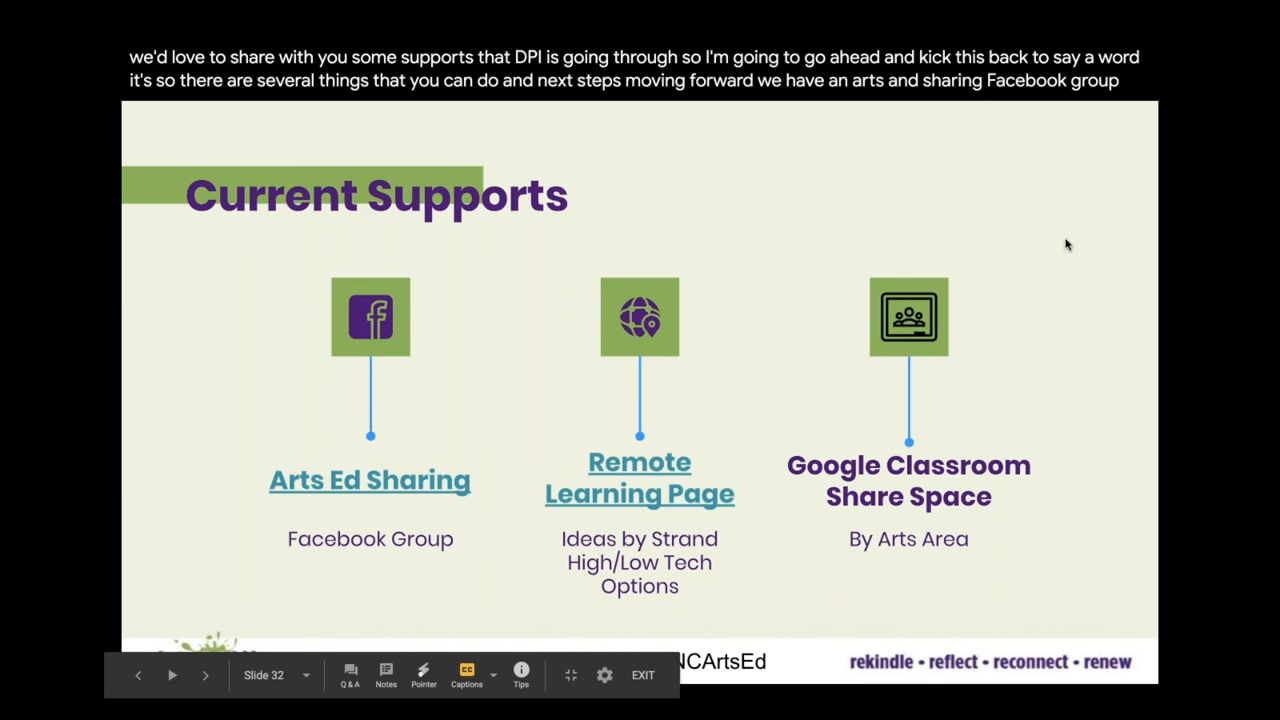 we'd love to share with you some supports that DPI is going through so I'm going to go ahead and kick this back to say a word
it's so there are several things that you can do and next steps moving forward we have an arts and sharing Facebook group
Current Supports
Arts Ed Sharing
Facebook Group
Remote
Learning Page
Ideas by Strand
High/Low Tech
Options
Google Classroom
Share Space
By Arts Area
NCArtsEd
rekindle • reflect • reconnect • renew
Slide 32
Q & A
Notes
Pointer
CC
Captions
Tips
EXIT